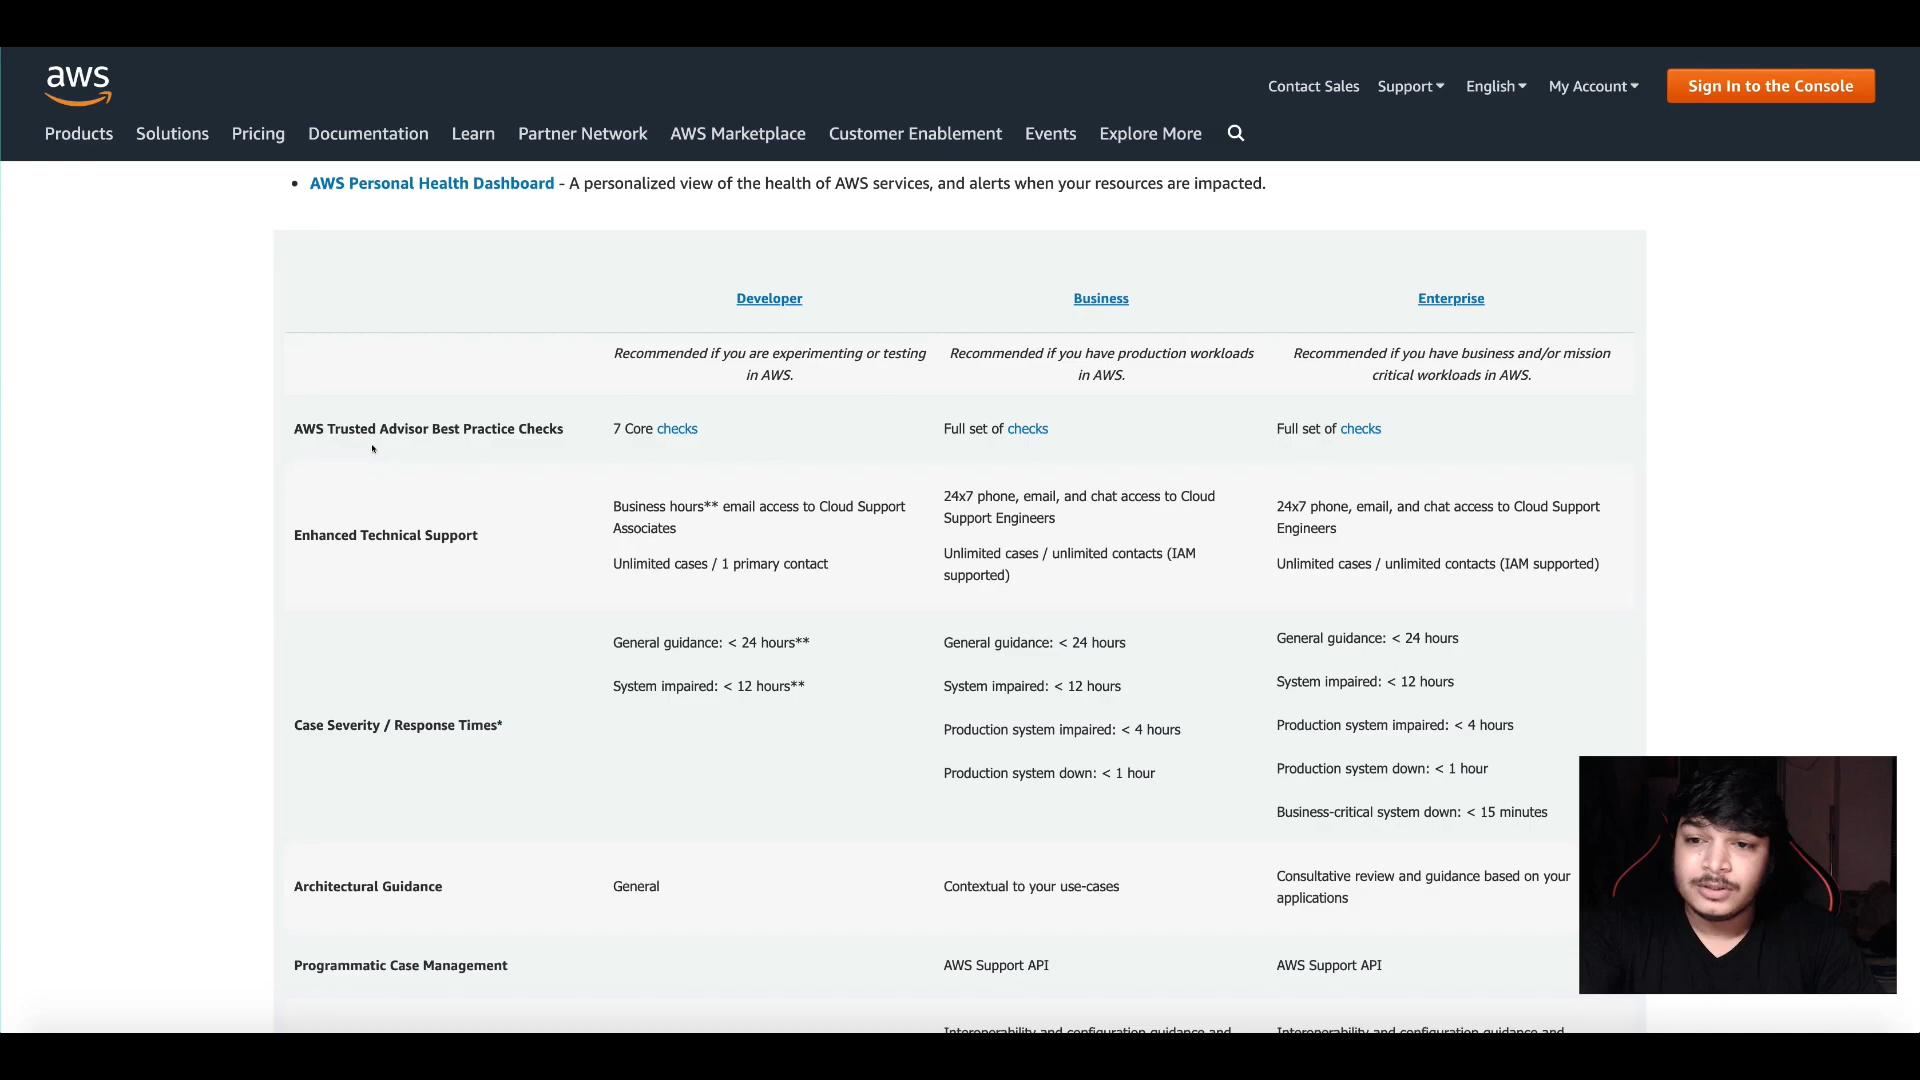 aws
Contact Sales Support English My Account Sign In to the Console
Products Solutions Pricing Documentation Learn Partner Network AWS Marketplace Customer Enablement Events Explore More
• AWS Personal Health Dashboard - A personalized view of the health of AWS services, and alerts when your resources are impacted.
Developer Business Enterprise
Recommended if you are experimenting or testing
in AWS.
Recommended if you have production workloads
in AWS.
Recommended if you have business and/or mission
critical workloads in AWS.
AWS Trusted Advisor Best Practice Checks
7 Core checks
Full set of checks
Full set of checks
Enhanced Technical Support
Business hours** email access to Cloud Support
Associates
Unlimited cases / 1 primary contact
24x7 phone, email, and chat access to Cloud
Support Engineers
Unlimited cases / unlimited contacts (IAM
supported)
24x7 phone, email, and chat access to Cloud Support
Engineers
Unlimited cases / unlimited contacts (IAM supported)
Case Severity / Response Times*
General guidance: < 24 hours**
System impaired: < 12 hours**
General guidance: < 24 hours
System impaired: < 12 hours
Production system impaired: < 4 hours
Production system down: < 1 hour
General guidance: < 24 hours
System impaired: < 12 hours
Production system impaired: < 4 hours
Production system down: < 1 hour
Business-critical system down: < 15 minutes
Architectural Guidance
General
Contextual to your use-cases
Consultative review and guidance based on your
applications
Programmatic Case Management
AWS Support API
AWS Support API
Interoperability and configuration guidance and
Interoperability and configuration guidance and